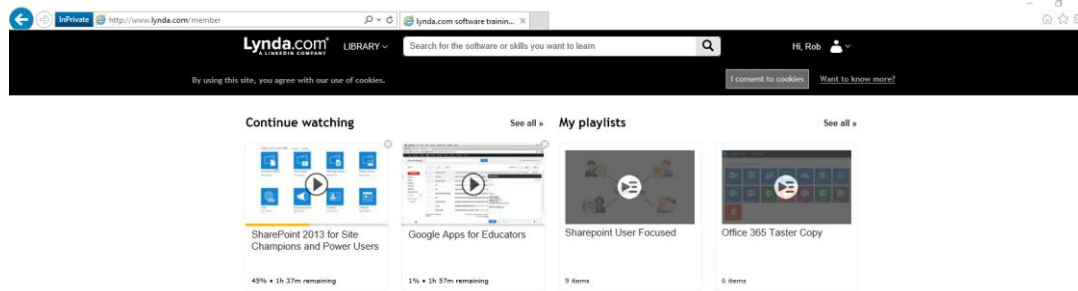 InPrivate http://www.lynda.com/member lynda.com software trainin...
Lynda.com LIBRARY Search for the software or skills you want to learn Hi, Rob
A LINKEDIN COMPANY
By using this site, you agree with our use of cookies. I consent to cookies Want to know more?
Continue watching See all » My playlists See all »
SharePoint 2013 for Site
Champions and Power Users
45% • 1h 37m remaining
Google Apps for Educators
1% • 1h 57m remaining
Sharepoint User Focused
9 items
Office 365 Taster Copy
6 items